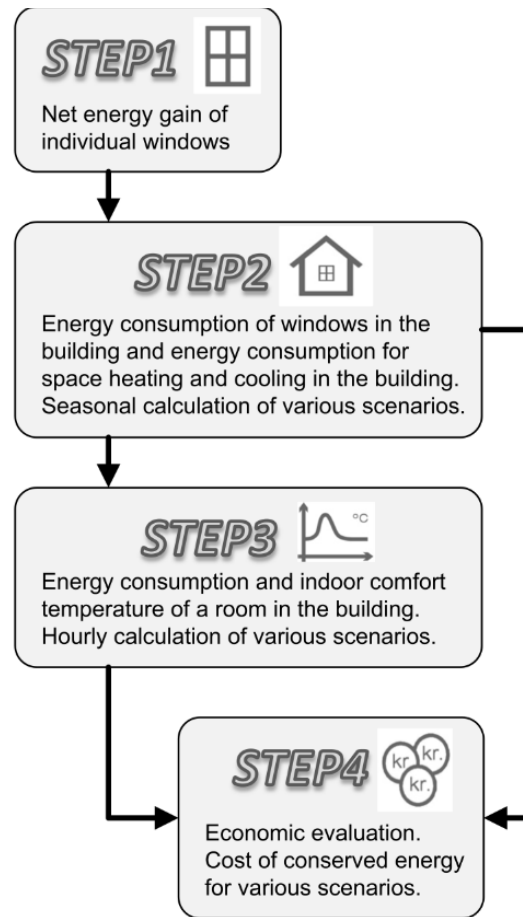 STEP1
Net energy gain of
individual windows
STEP2
Energy consumption of windows in the
building and energy consumption for
space heating and cooling in the building.
Seasonal calculation of various scenarios.
STEP3
°C
Energy consumption and indoor comfort
temperature of a room in the building.
Hourly calculation of various scenarios.
STEP4
kr kr.
kr.
Economic evaluation.
Cost of conserved energy
for various scenarios.